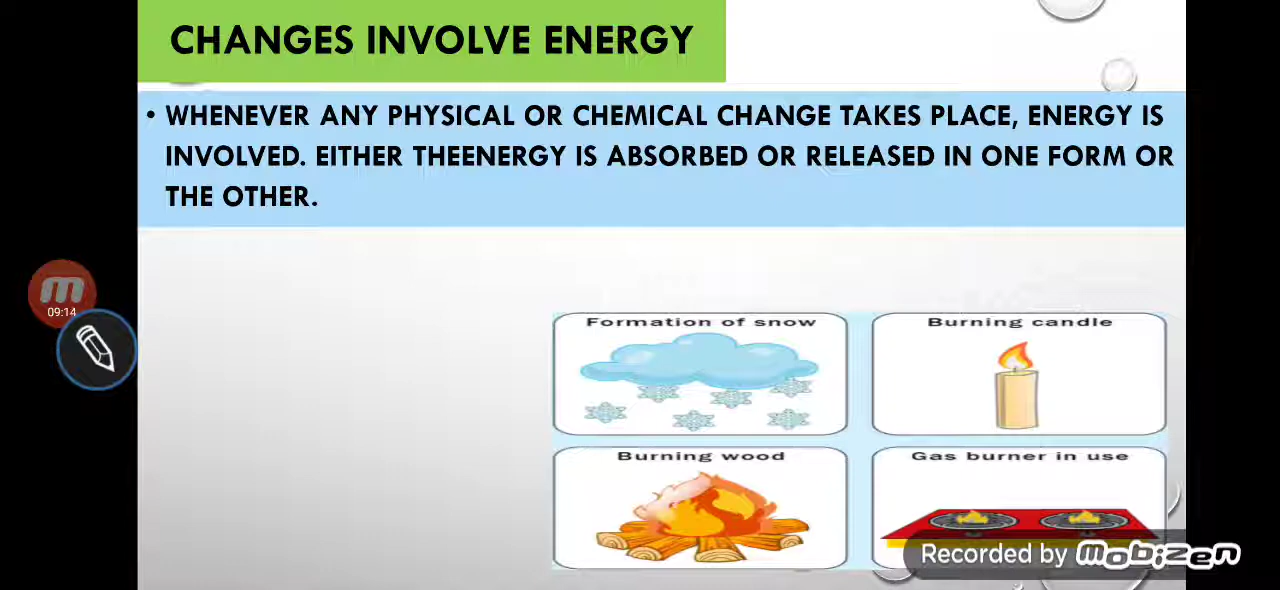 CHANGES INVOLVE ENERGY
• WHENEVER ANY PHYSICAL OR CHEMICAL CHANGE TAKES PLACE, ENERGY IS
INVOLVED. EITHER THEENERGY IS ABSORBED OR RELEASED IN ONE FORM OR
THE OTHER.
09:14
Formation of snow
Burning candle
Burning wood
Gas burner in use
Recorded by mobizen